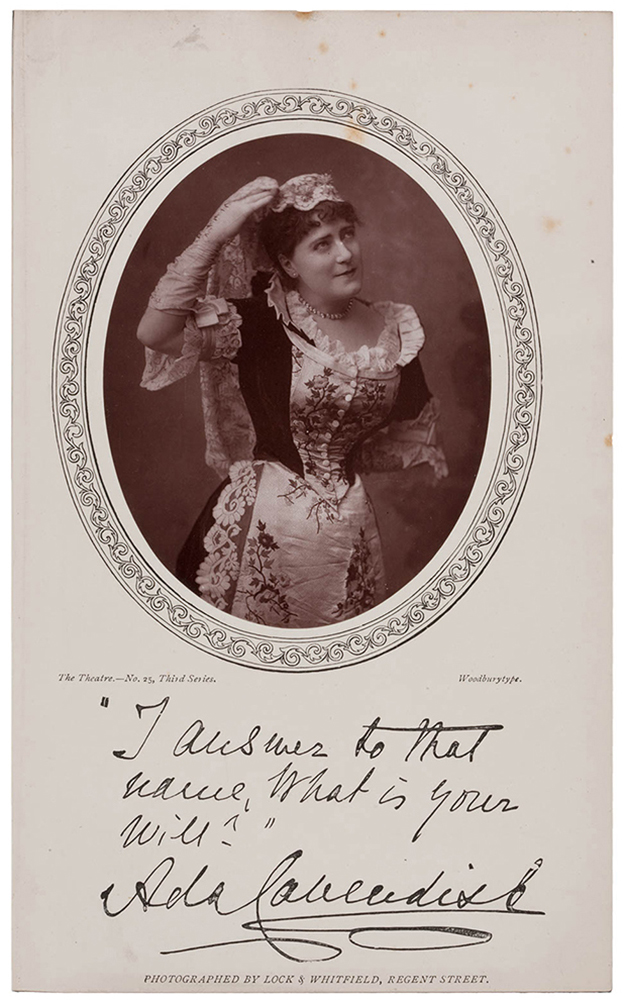 The Theatre.—No. 25, Third Series.
Woodburytype.
"I answer to that
name, What is your
will?"
Ada Cavendish
PHOTOGRAPHED BY LOCK & WHITFIELD, REGENT STREET.